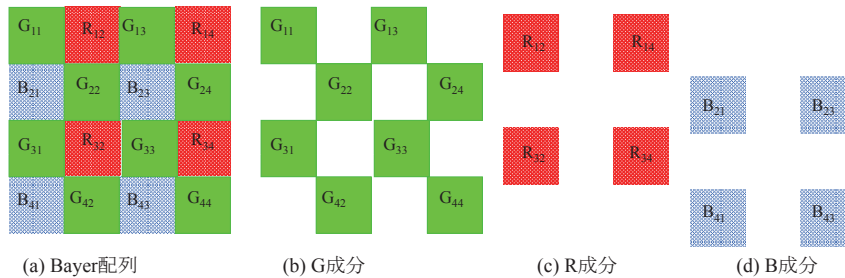 G₁₁ R₁₂ G₁₃ R₁₄
B₂₁ G₂₂ B₂₃ G₂₄
G₃₁ R₃₂ G₃₃ R₃₄
B₄₁ G₄₂ B₄₃ G₄₄
(a) Bayer配列
G₁₁ G₁₃
G₂₂ G₂₄
G₃₁ G₃₃
G₄₂ G₄₄
(b) G成分
R₁₂ R₁₄
R₃₂ R₃₄
(c) R成分
B₂₁ B₂₃
B₄₁ B₄₃
(d) B成分